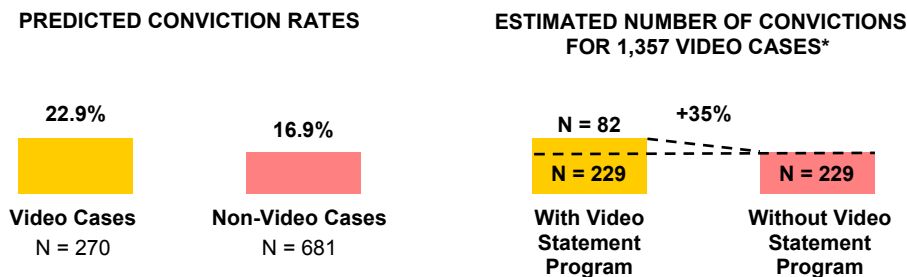 PREDICTED CONVICTION RATES
22.9%
16.9%
Video Cases
N = 270
Non-Video Cases
N = 681
ESTIMATED NUMBER OF CONVICTIONS
FOR 1,357 VIDEO CASES*
N = 82
+35%
N = 229
N = 229
With Video
Statement
Program
Without Video
Statement
Program